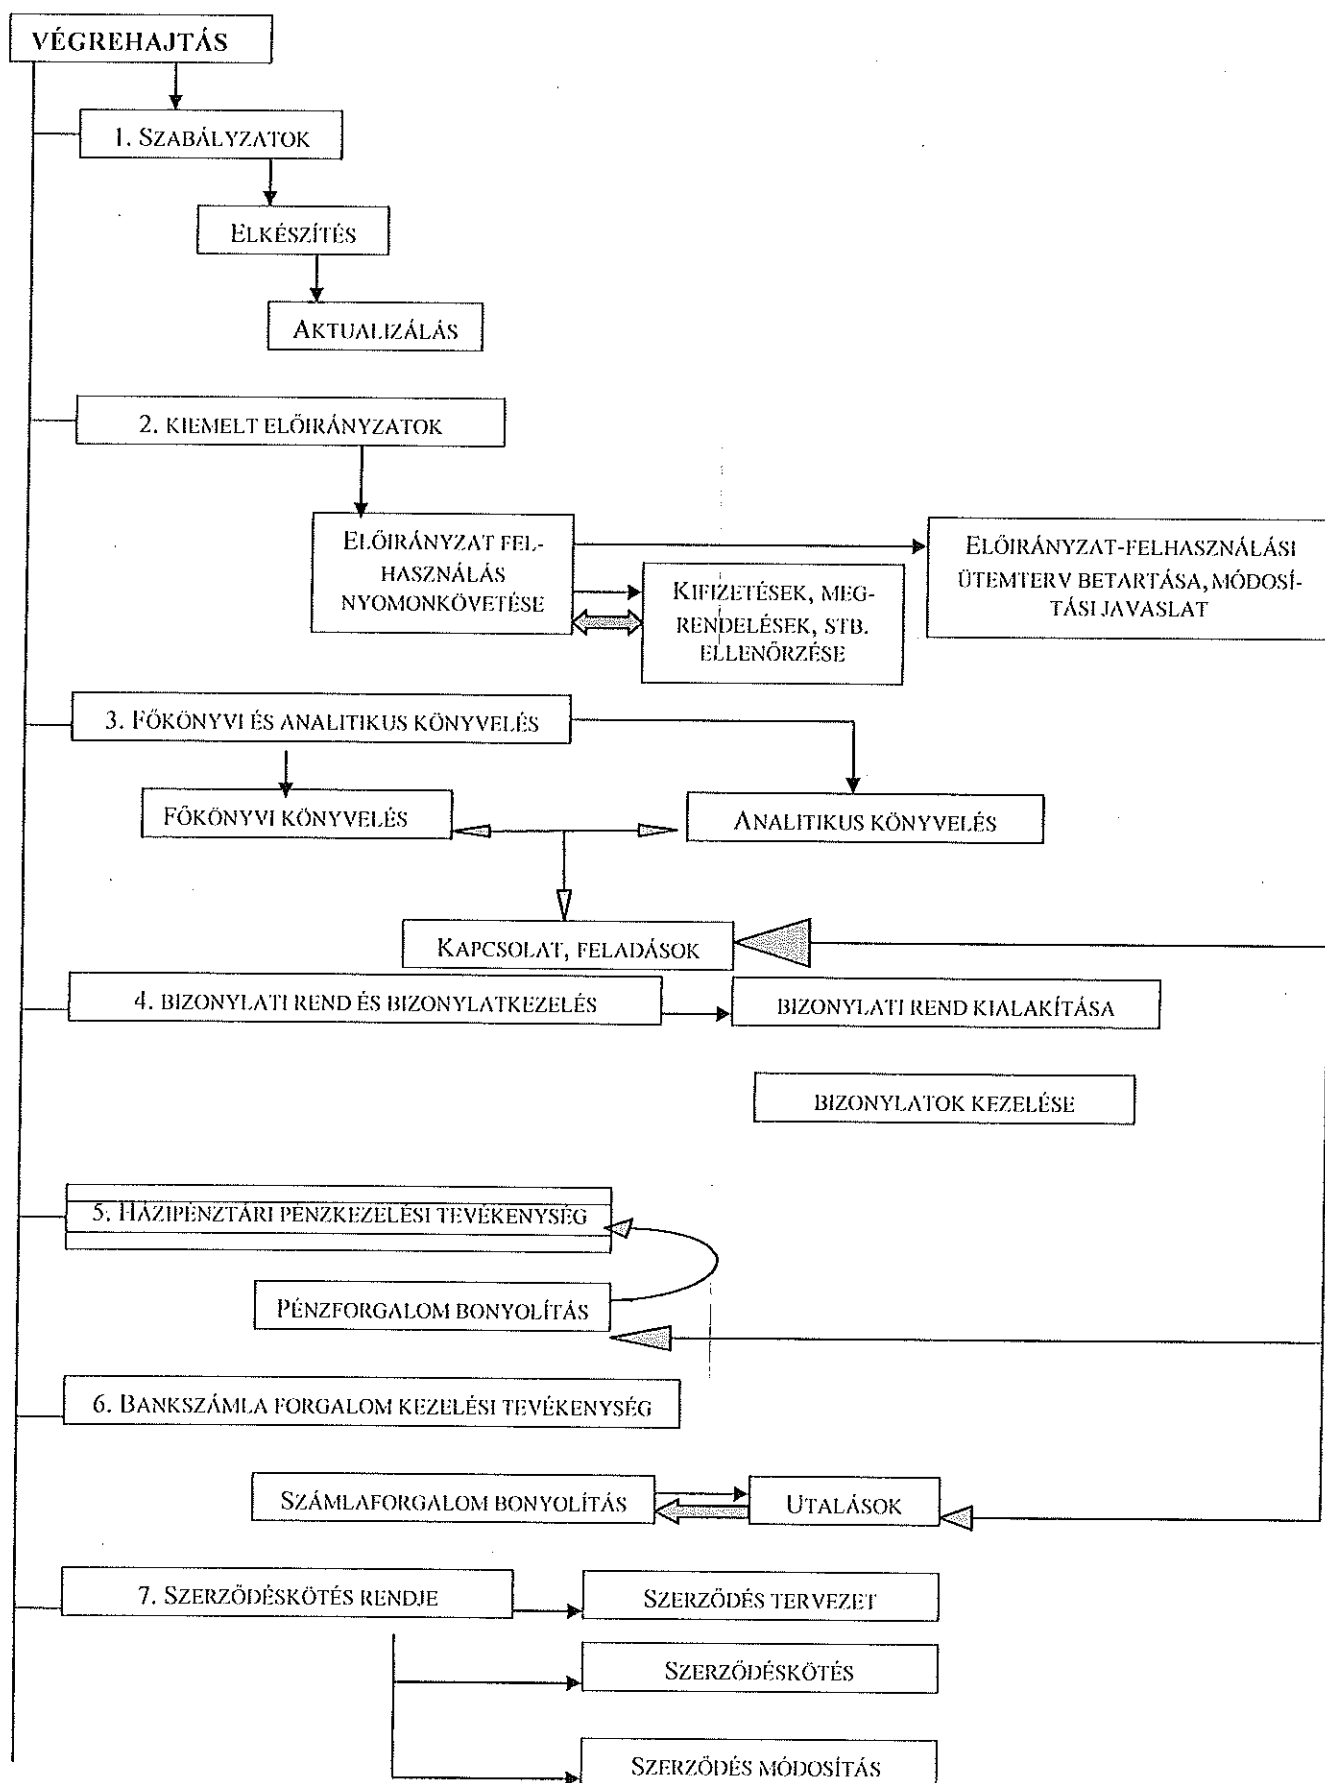 VÉGREHAJTÁS
1. SZABÁLYZATOK
ELKÉSZÍTÉS
AKTUALIZÁLÁS
2. KIEMELT ELŐIRÁNYZATOK
ELŐIRÁNYZAT FEL-
HASZNÁLÁS
NYOMONKÖVETÉSE
KIFIZETÉSEK, MEG-
RENDELÉSEK, STB.
ELLENŐRZÉSE
ELŐIRÁNYZAT-FELHASZNÁLÁSI
ÜTEMTERV BETARTÁSA, MÓDOSÍ-
TÁSI JAVASLAT
3. FŐKÖNYVI ÉS ANALITIKUS KÖNYVELÉS
FŐKÖNYVI KÖNYVELÉS
ANALITIKUS KÖNYVELÉS
KAPCSOLAT, FELADÁSOK
4. BIZONYLATI REND ÉS BIZONYLATKEZELÉS
BIZONYLATI REND KIALAKÍTÁSA
BIZONYLATOK KEZELÉSE
5. HÁZIPÉNZTÁRI PÉNZKEZELÉSI TEVÉKENYSÉG
PÉNZFORGALOM BONYOLÍTÁS
6. BANKSZÁMLA FORGALOM KEZELÉSI TEVÉKENYSÉG
SZÁMLAFORGALOM BONYOLÍTÁS
UTALÁSOK
7. SZERZŐDÉSKÖTÉS RENDJE
SZERZŐDÉS TERVEZET
SZERZŐDÉSKÖTÉS
SZERZŐDÉS MÓDOSÍTÁS